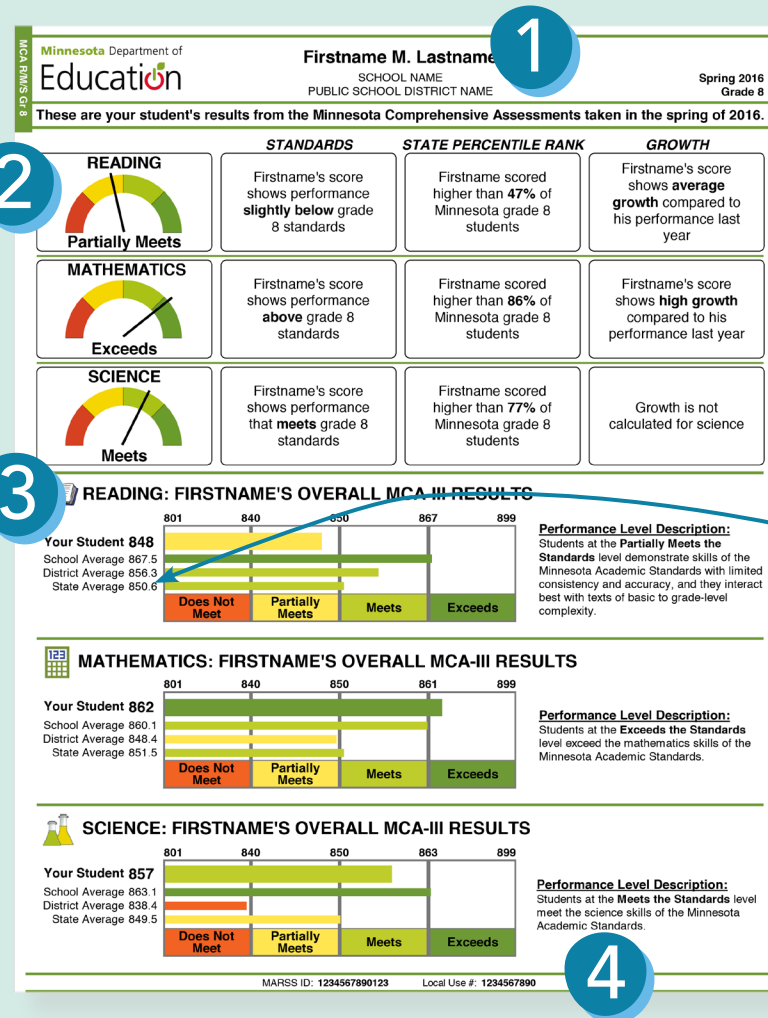 1
MCA R/M/S Gr 8
Minnesota Department of
Education
Firstname M. Lastname
SCHOOL NAME
PUBLIC SCHOOL DISTRICT NAME
Spring 2016
Grade 8
These are your student's results from the Minnesota Comprehensive Assessments taken in the spring of 2016.
STANDARDS STATE PERCENTILE RANK GROWTH
2
READING
Partially Meets
Firstname's score
shows performance
slightly below grade
8 standards
Firstname scored
higher than 47% of
Minnesota grade 8
students
Firstname's score
shows average
growth compared to
his performance last
year
MATHEMATICS
Exceeds
Firstname's score
shows performance
above grade 8
standards
Firstname scored
higher than 86% of
Minnesota grade 8
students
Firstname's score
shows high growth
compared to his
performance last year
SCIENCE
Meets
Firstname's score
shows performance
that meets grade 8
standards
Firstname scored
higher than 77% of
Minnesota grade 8
students
Growth is not
calculated for science
3
READING: FIRSTNAME'S OVERALL MCA-III RESULTS
801 840 850 867 899
Your Student 848
School Average 867.5
District Average 856.3
State Average 850.6
Does Not Meet
Partially Meets
Meets
Exceeds
Performance Level Description:
Students at the Partially Meets the
Standards level demonstrate skills of the
Minnesota Academic Standards with limited
consistency and accuracy, and they interact
best with texts of basic to grade-level
complexity.
123
MATHEMATICS: FIRSTNAME'S OVERALL MCA-III RESULTS
801 840 850 861 899
Your Student 862
School Average 860.1
District Average 848.4
State Average 851.5
Does Not Meet
Partially Meets
Meets
Exceeds
Performance Level Description:
Students at the Exceeds the Standards
level exceed the mathematics skills of the
Minnesota Academic Standards.
SCIENCE: FIRSTNAME'S OVERALL MCA-III RESULTS
801 840 850 863 899
Your Student 857
School Average 863.1
District Average 838.4
State Average 849.5
Does Not Meet
Partially Meets
Meets
Exceeds
Performance Level Description:
Students at the Meets the Standards level
meet the science skills of the Minnesota
Academic Standards.
4
MARSS ID: 1234567890123 Local Use #: 1234567890